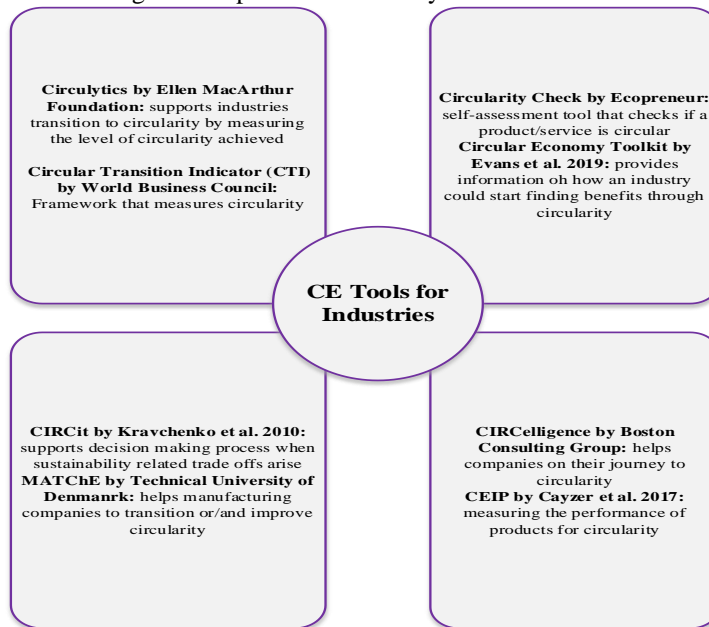 Circulytics by Ellen MacArthur
Foundation: supports industries
transition to circularity by measuring
the level of circularity achieved
Circular Transition Indicator (CTI)
by World Business Council:
Framework that measures circularity
Circularity Check by Ecopreneur:
self-assessment tool that checks if a
product/service is circular
Circular Economy Toolkit by
Evans et al. 2019: provides
information oh how an industry
could start finding benefits through
circularity
CE Tools for
Industries
CIRCit by Kravchenko et al. 2010:
supports decision making process when
sustainability related trade offs arise
MATChE by Technical University of
Denmanrk: helps manufacturing
companies to transition or/and improve
circularity
CIRCelligence by Boston
Consulting Group: helps
companies on their journey to
circularity
CEIP by Cayzer et al. 2017:
measuring the performance of
products for circularity